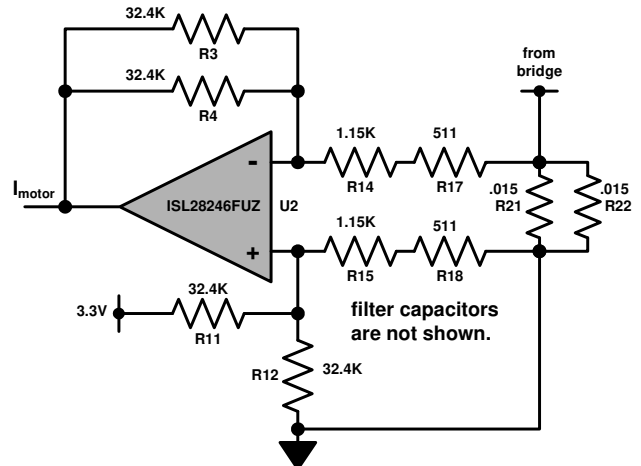 32.4K
R3
32.4K
R4
from
bridge
1.15K
511
-
R14
R17
.015
R21
.015
R22
Imotor
ISL28246FUZ
U2
1.15K
511
+
R15
R18
32.4K
3.3V
R11
filter capacitors
are not shown.
R12
32.4K